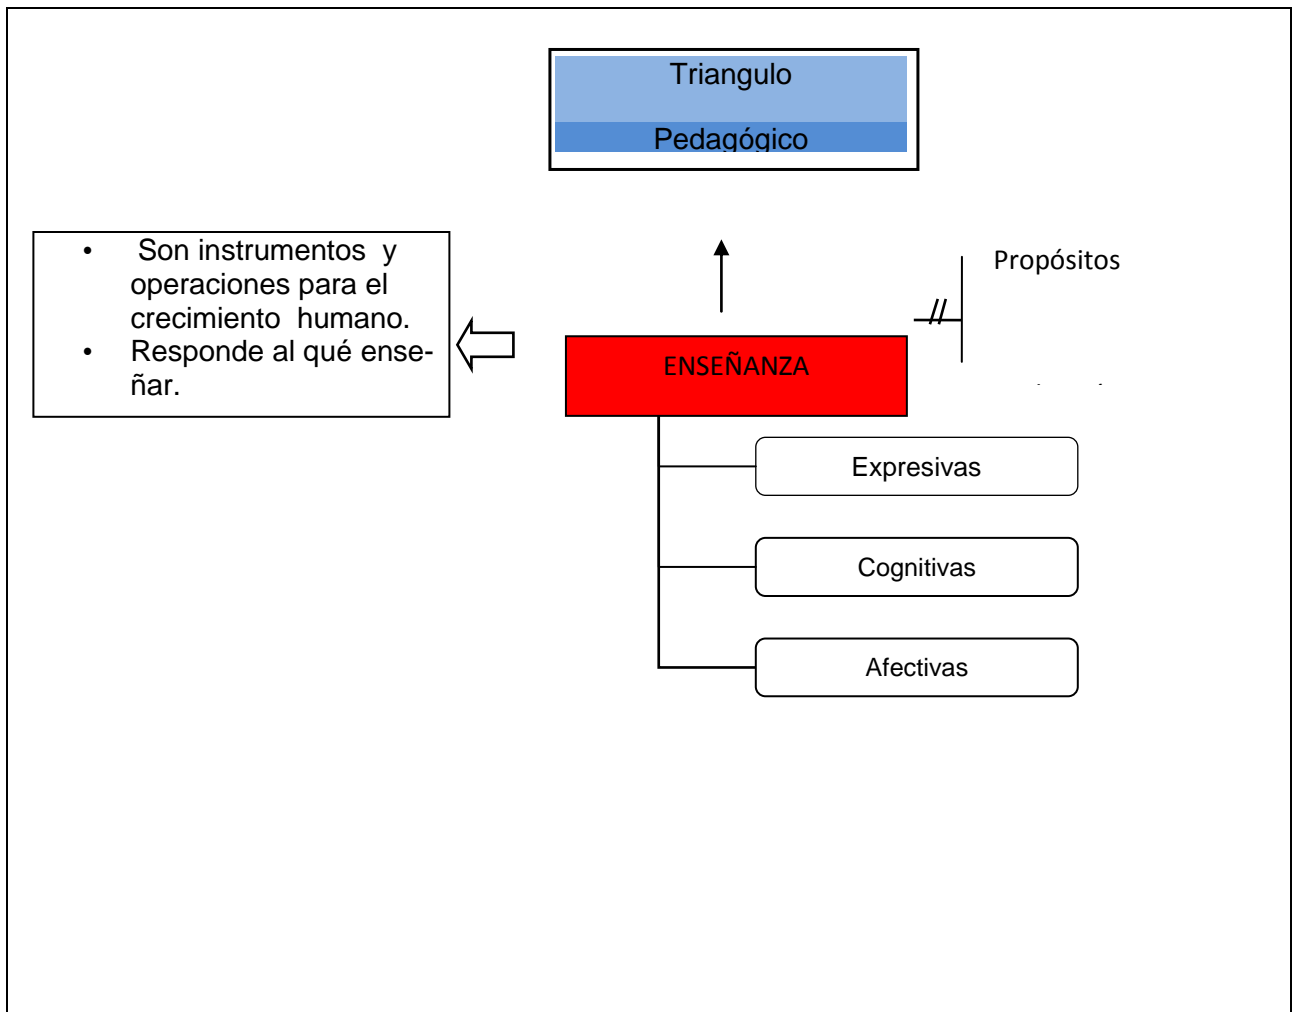 Triangulo
Pedagógico
Son instrumentos y
operaciones para el
crecimiento humano.
Responde al qué ense-
ñar.
Propósitos
ENSEÑANZA
Expresivas
Cognitivas
Afectivas